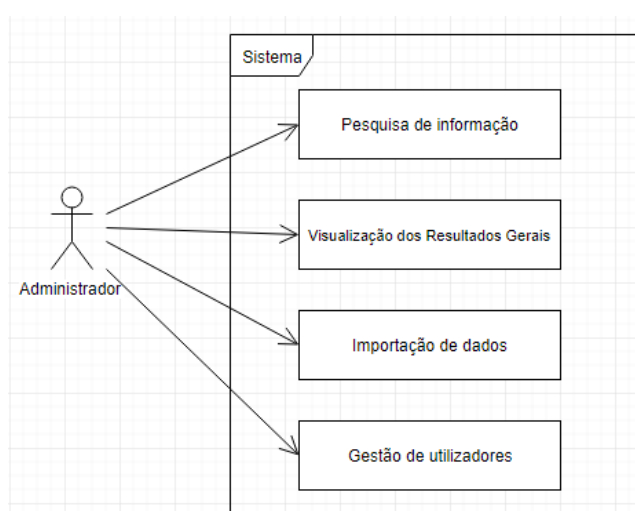 Sistema
Pesquisa de informação
Visualização dos Resultados Gerais
Administrador
Importação de dados
Gestão de utilizadores